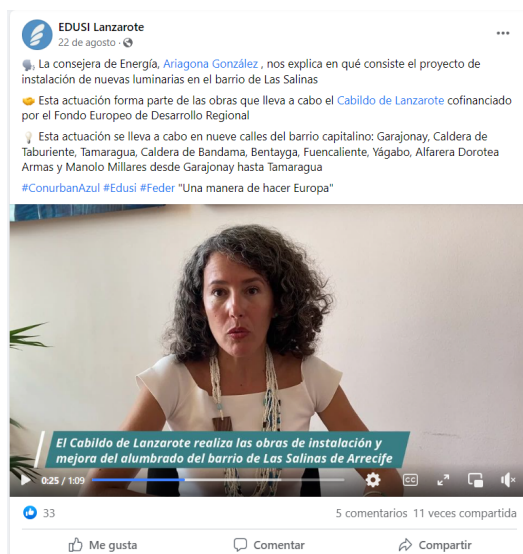 EDUSI Lanzarote
22 de agosto ·
🗣 La consejera de Energía, Ariagona González , nos explica en qué consiste el proyecto de
instalación de nuevas luminarias en el barrio de Las Salinas
🤝 Esta actuación forma parte de las obras que lleva a cabo el Cabildo de Lanzarote cofinanciado
por el Fondo Europeo de Desarrollo Regional
💡 Esta actuación se lleva a cabo en nueve calles del barrio capitalino: Garajonay, Caldera de
Taburiente, Tamaragua, Caldera de Bandama, Bentayga, Fuencaliente, Yágabo, Alfarera Dorotea
Armas y Manolo Millares desde Garajonay hasta Tamaragua
#ConurbanAzul #Edusi #Feder "Una manera de hacer Europa"
El Cabildo de Lanzarote realiza las obras de instalación y
mejora del alumbrado del barrio de Las Salinas de Arrecife
0:25 / 1:09
CC
33
5 comentarios 11 veces compartida
Me gusta
Comentar
Compartir